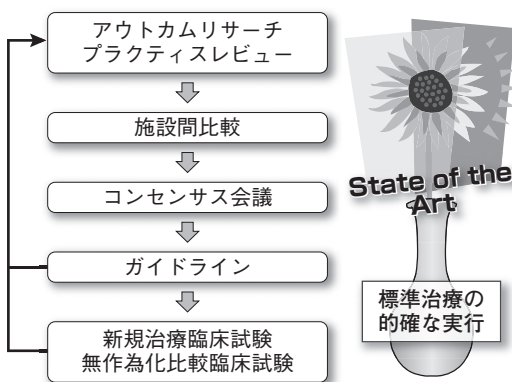 アウトカムリサーチ
プラクティスレビュー
施設間比較
コンセンサス会議
ガイドライン
新規治療臨床試験
無作為化比較臨床試験
State of the
Art
標準治療の
的確な実行